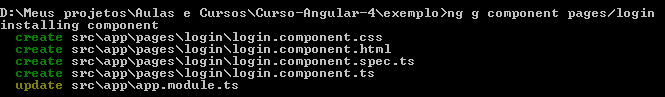 D:\Meus projetos\Aulas e Cursos\Curso-Angular-4\exemplo>ng g component pages/login
installing component
create src\app\pages\login\login.component.css
create src\app\pages\login\login.component.html
create src\app\pages\login\login.component.spec.ts
create src\app\pages\login\login.component.ts
update src\app\app.module.ts